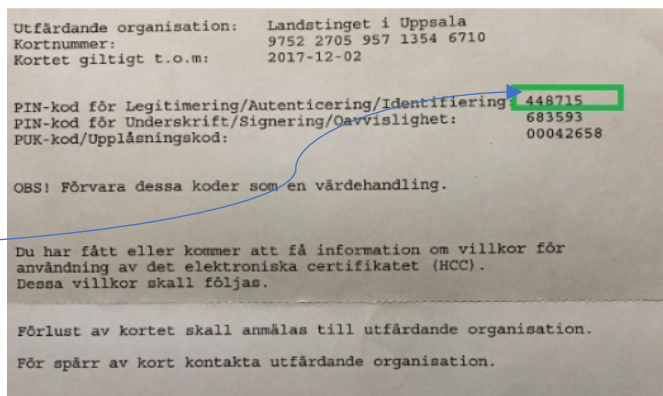 Utfärdande organisation: Landstinget i Uppsala
Kortnummer: 9752 2705 957 1354 6710
Kortet giltigt t.o.m: 2017-12-02
PIN-kod för Legitimering/Autenticering/Identifiering: 448715
PIN-kod för Underskrift/Signering/Oavvislighet: 683593
PUK-kod/Upplåsningskod: 00042658
OBS! Förvara dessa koder som en värdehandling.
Du har fått eller kommer att få information om villkor för
användning av det elektroniska certifikatet (HCC).
Dessa villkor skall följas.
Förlust av kortet skall anmälas till utfärdande organisation.
För spärr av kort kontakta utfärdande organisation.